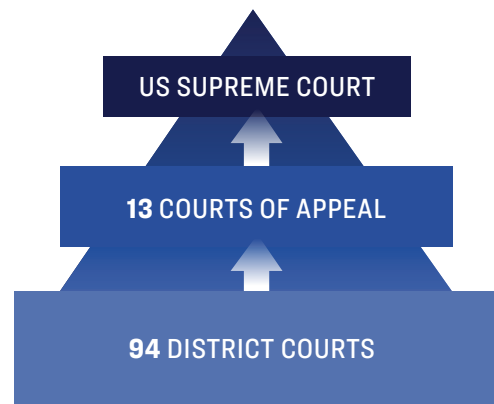 US SUPREME COURT
13 COURTS OF APPEAL
94 DISTRICT COURTS